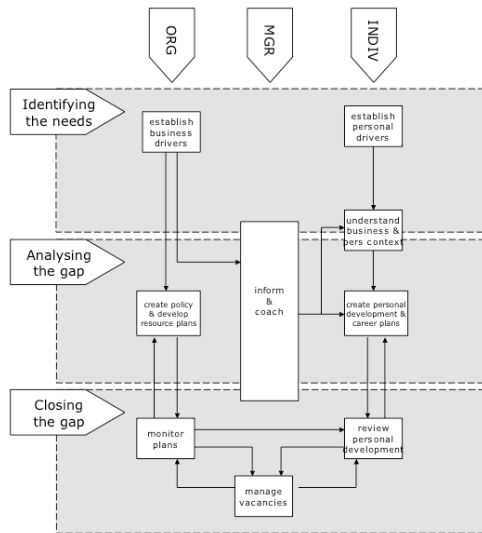 ORG
MGR
INDIV
Identifying
the needs
establish
business
drivers
establish
personal
drivers
understand
business &
pers context
Analysing
the gap
inform
&
coach
create policy
& develop
resource plans
create personal
development &
career plans
Closing
the gap
monitor
plans
review
personal
development
manage
vacancies